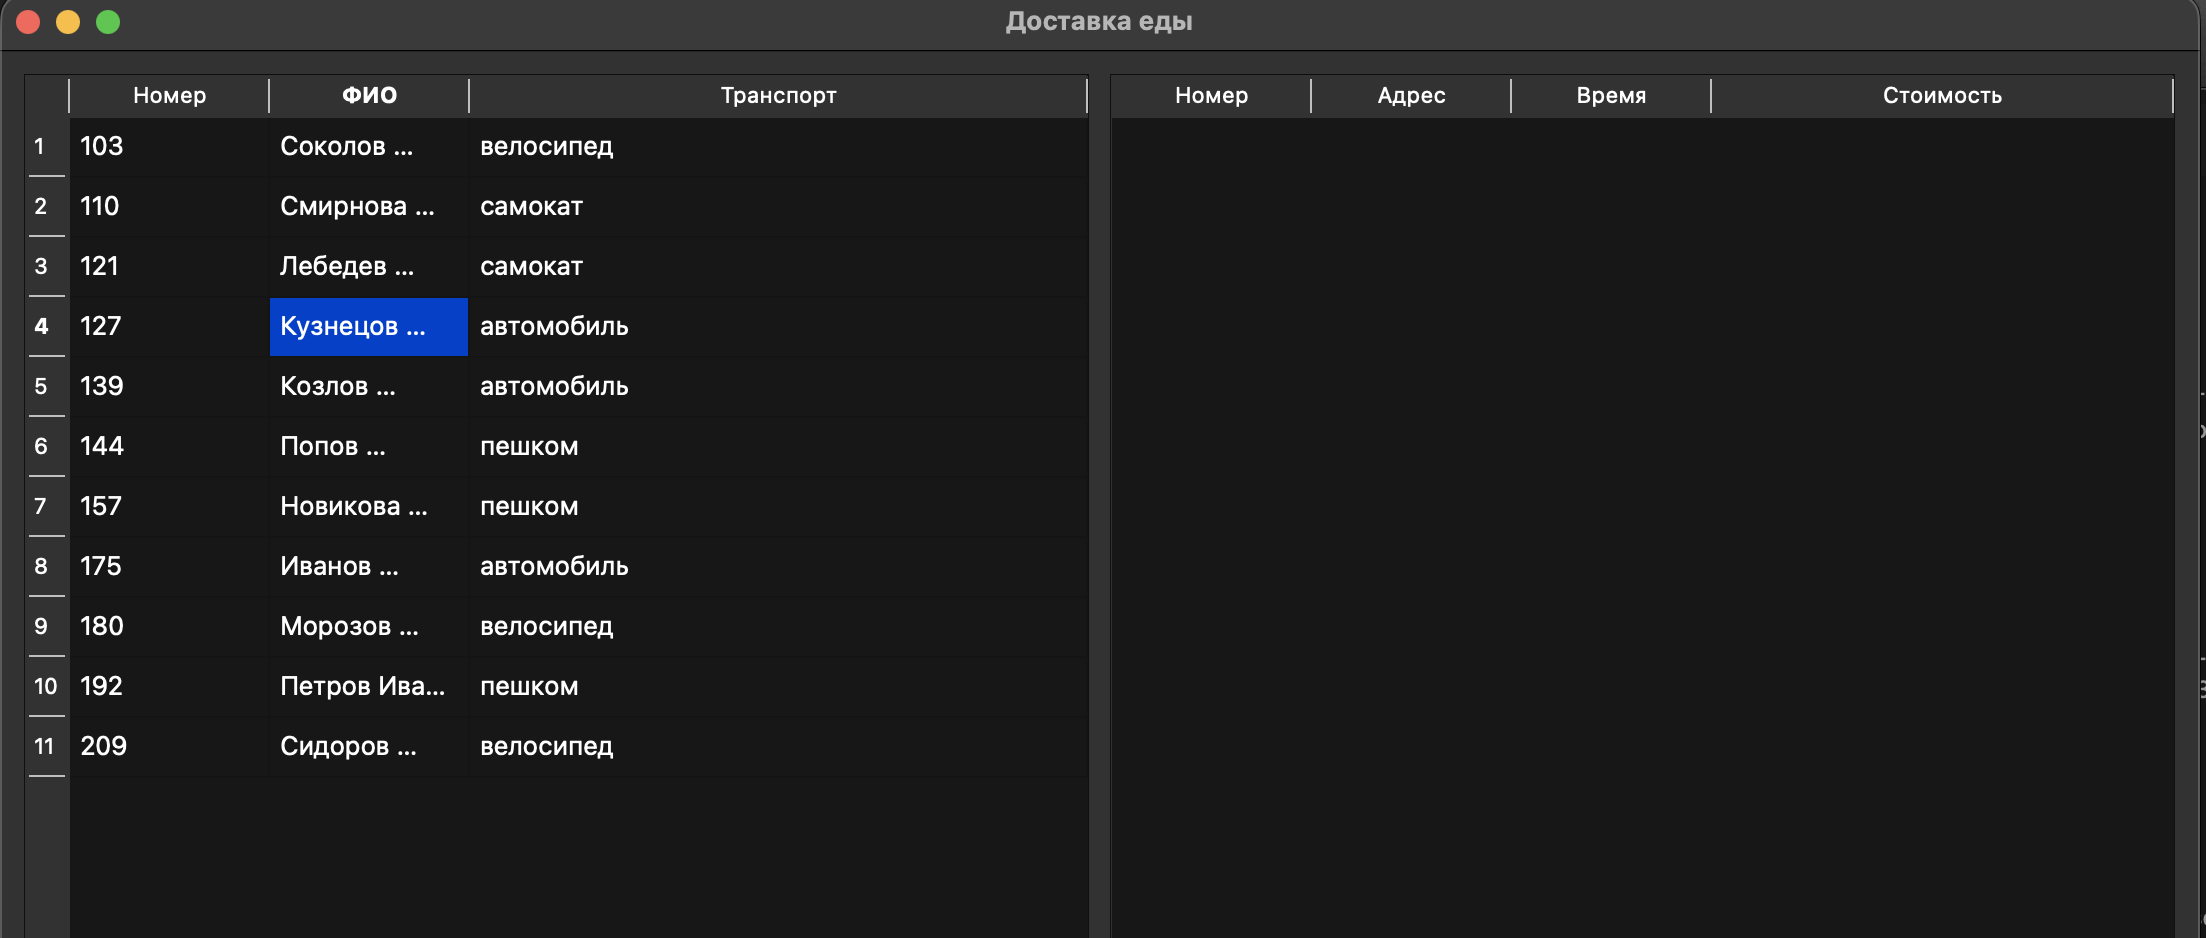 Доставка еды
Номер ФИО Транспорт Номер Адрес Время Стоимость
1 103 Соколов ... велосипед
2 110 Смирнова ... самокат
3 121 Лебедев ... самокат
4 127 Кузнецов ... автомобиль
5 139 Козлов ... автомобиль
6 144 Попов ... пешком
7 157 Новикова ... пешком
8 175 Иванов ... автомобиль
9 180 Морозов ... велосипед
10 192 Петров Ива... пешком
11 209 Сидоров ... велосипед